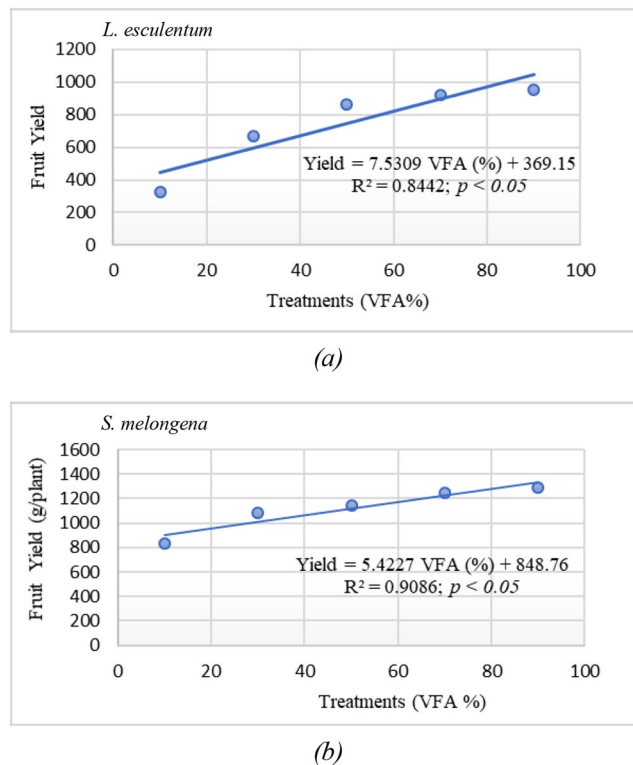 L. esculentum
1200
1000
800
600
400
200
0
Fruit Yield
Yield = 7.5309 VFA (%) + 369.15
R² = 0.8442; p < 0.05
0 20 40 60 80 100
Treatments (VFA%)
(a)
S. melongena
1600
1400
1200
1000
800
600
400
200
0
Fruit Yield (g/plant)
Yield = 5.4227 VFA (%) + 848.76
R² = 0.9086; p < 0.05
0 20 40 60 80 100
Treatments (VFA %)
(b)